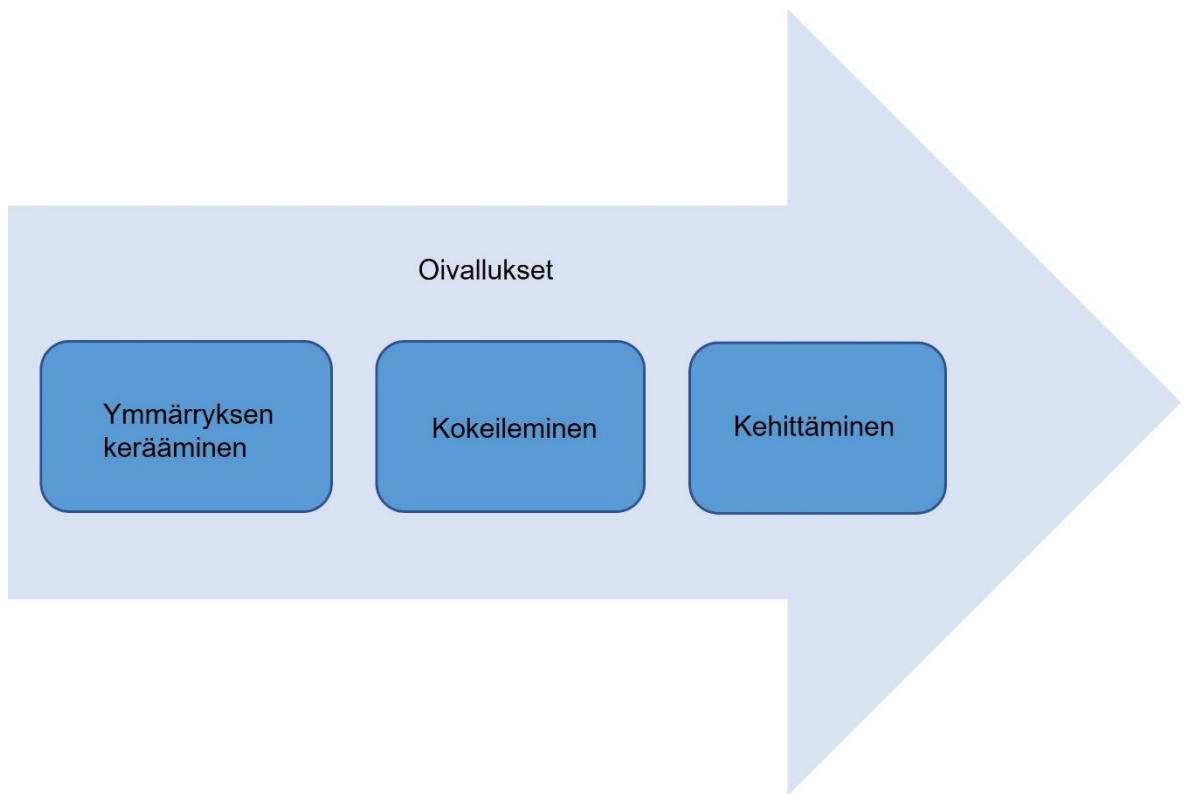 Oivallukset
Ymmärryksen
kerääminen
Kokeileminen
Kehittäminen